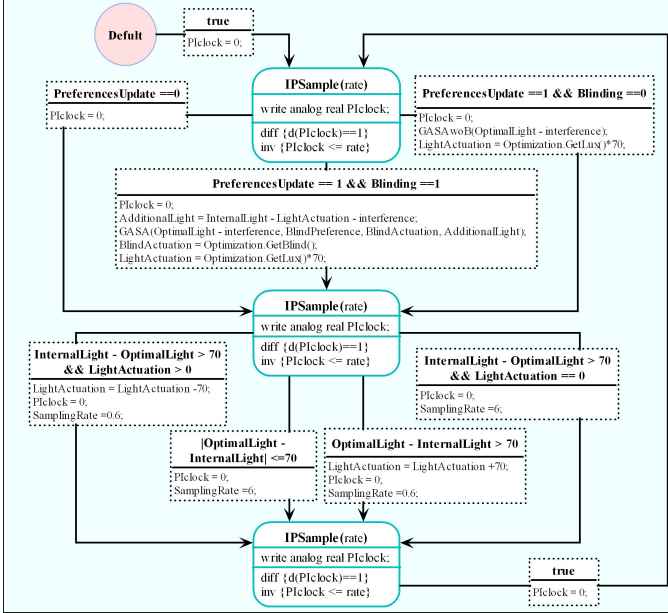 true
Defult
PIclock = 0;
IPSample(rate)
write analog real PIclock;
diff {d(PIclock)==1}
inv {PIclock <= rate}
PreferencesUpdate ==0
PIclock = 0;
PreferencesUpdate ==1 && Blinding ==0
PIclock = 0;
GASAwoB(OptimalLight - interference);
LightActuation = Optimization.GetLux()*70;
PreferencesUpdate == 1 && Blinding ==1
PIclock = 0;
AdditionalLight = InternalLight - LightActuation - interference;
GASA(OptimalLight - interference, BlindPreference, BlindActuation, AdditionalLight);
BlindActuation = Optimization.GetBlind();
LightActuation = Optimization.GetLux()*70;
IPSample(rate)
write analog real PIclock;
diff {d(PIclock)==1}
inv {PIclock <= rate}
InternalLight - OptimalLight > 70
&& LightActuation > 0
LightActuation = LightActuation -70;
PIclock = 0;
SamplingRate =0.6;
InternalLight - OptimalLight > 70
&& LightActuation == 0
PIclock = 0;
SamplingRate =6;
|OptimalLight -
InternalLight| <=70
PIclock = 0;
SamplingRate =6;
OptimalLight - InternalLight > 70
LightActuation = LightActuation +70;
PIclock = 0;
SamplingRate =0.6;
IPSample(rate)
write analog real PIclock;
diff {d(PIclock)==1}
inv {PIclock <= rate}
true
PIclock = 0;